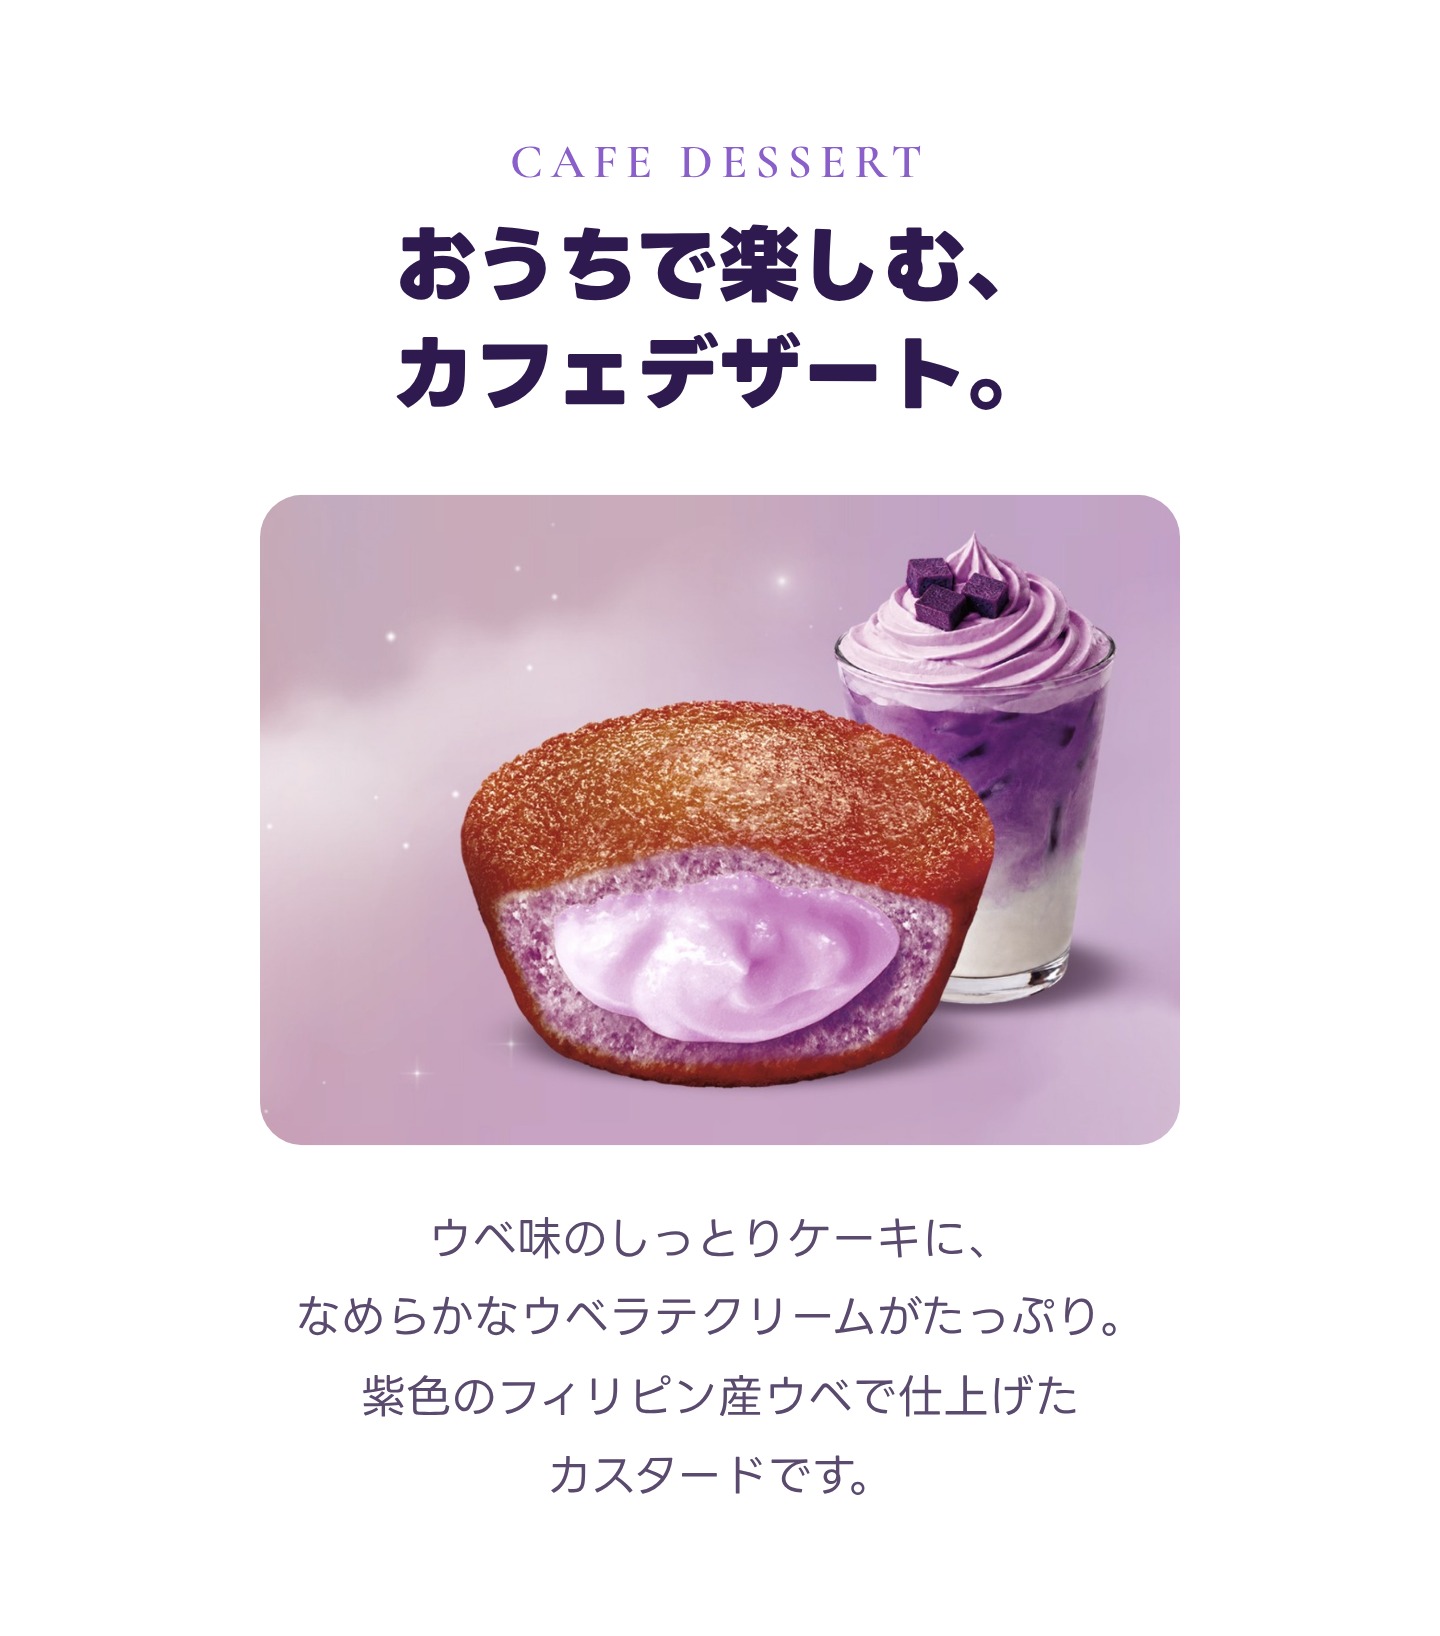 CAFE DESSERT
おうちで楽しむ、
カフェデザート。
ウベ味のしっとりケーキに、
なめらかなウベラテクリームがたっぷり。
紫色のフィリピン産ウベで仕上げた
カスタードです。